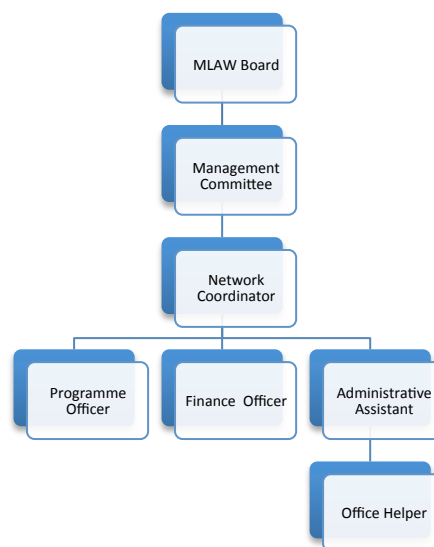 MLAW Board
Management
Committee
Network
Coordinator
Programme
Officer
Finance Officer
Administrative
Assistant
Office Helper